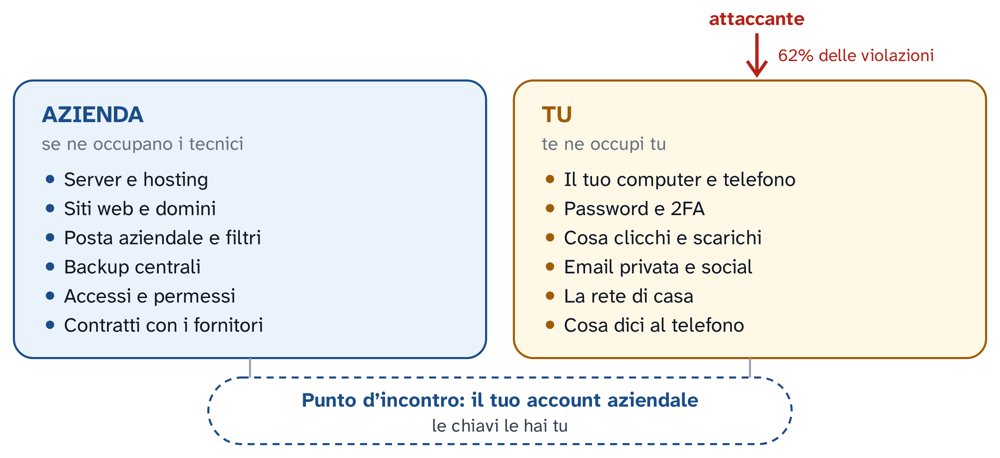 attaccante
62% delle violazioni
AZIENDA
se ne occupano i tecnici
Server e hosting
Siti web e domini
Posta aziendale e filtri
Backup centrali
Accessi e permessi
Contratti con i fornitori
TU
te ne occupi tu
Il tuo computer e telefono
Password e 2FA
Cosa clicchi e scarichi
Email privata e social
La rete di casa
Cosa dici al telefono
Punto d’incontro: il tuo account aziendale
le chiavi le hai tu